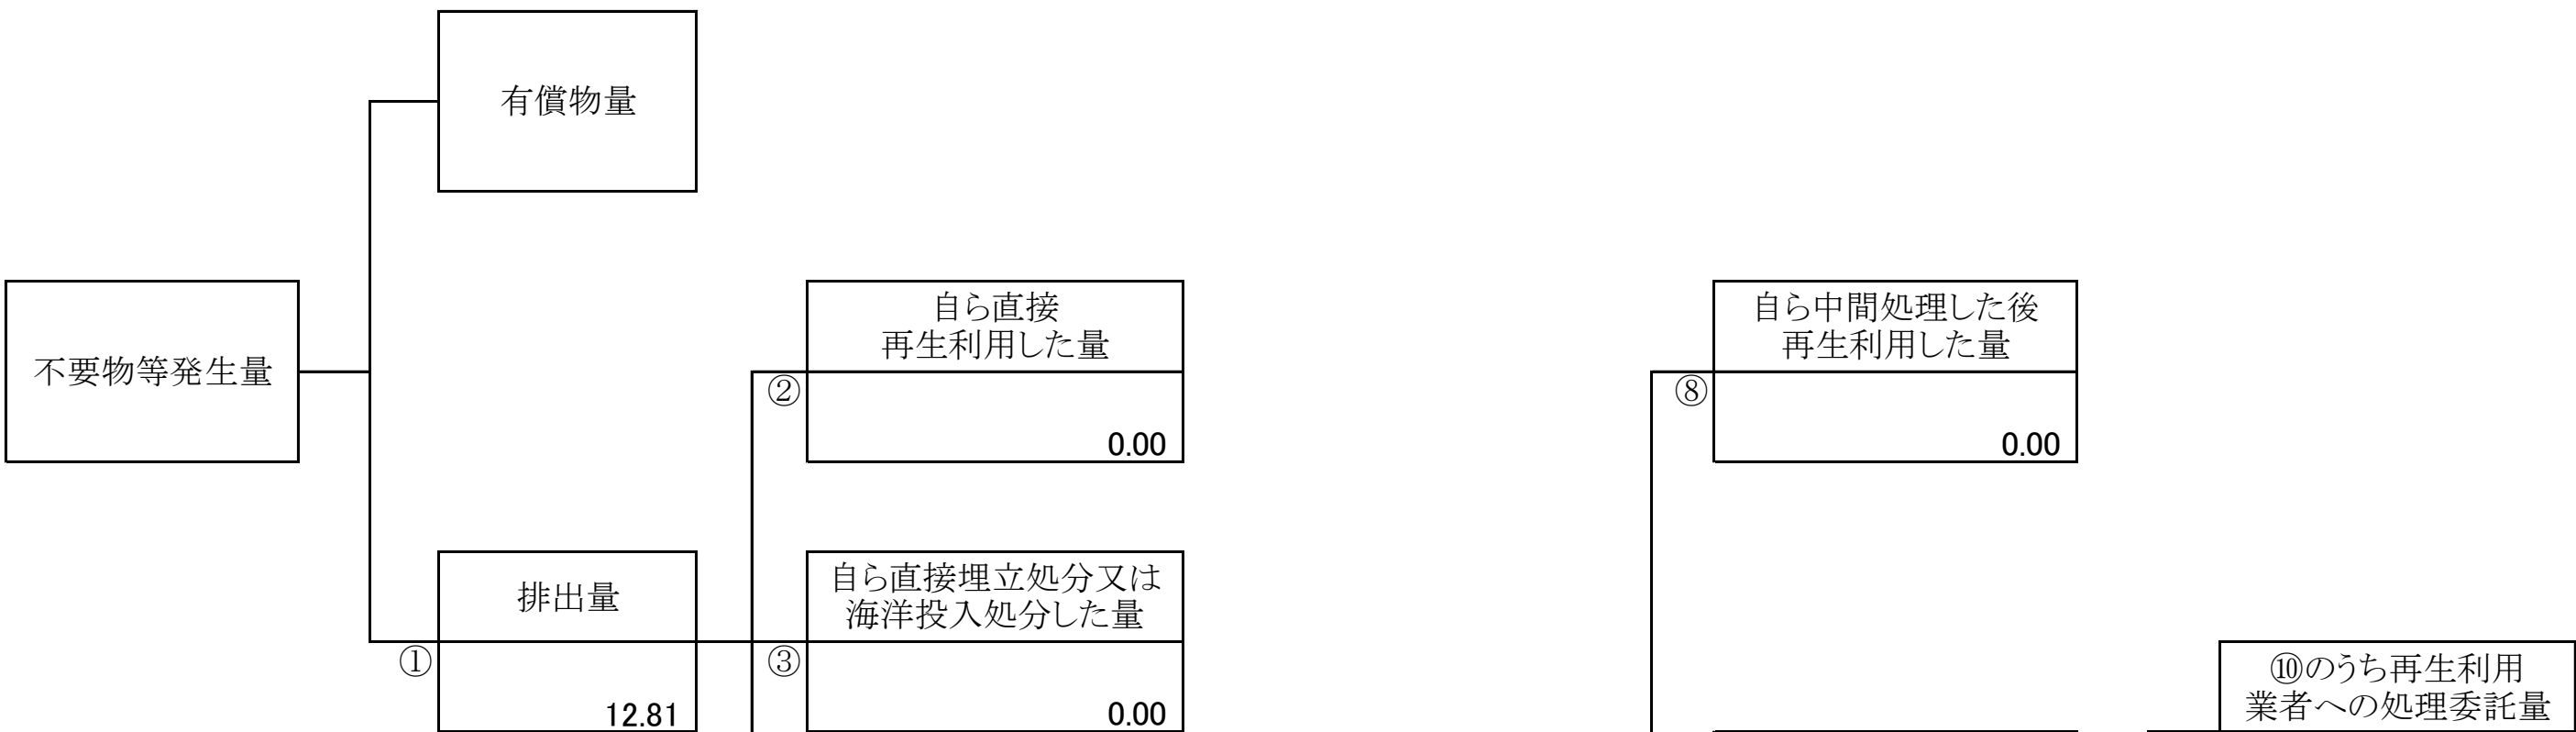 有償物量
不要物等発生量
自ら直接
再生利用した量
②
0.00
自ら中間処理した後
再生利用した量
⑧
0.00
排出量
①
12.81
自ら直接埋立処分又は
海洋投入処分した量
③
0.00
⑩のうち再生利用
業者への処理委託量